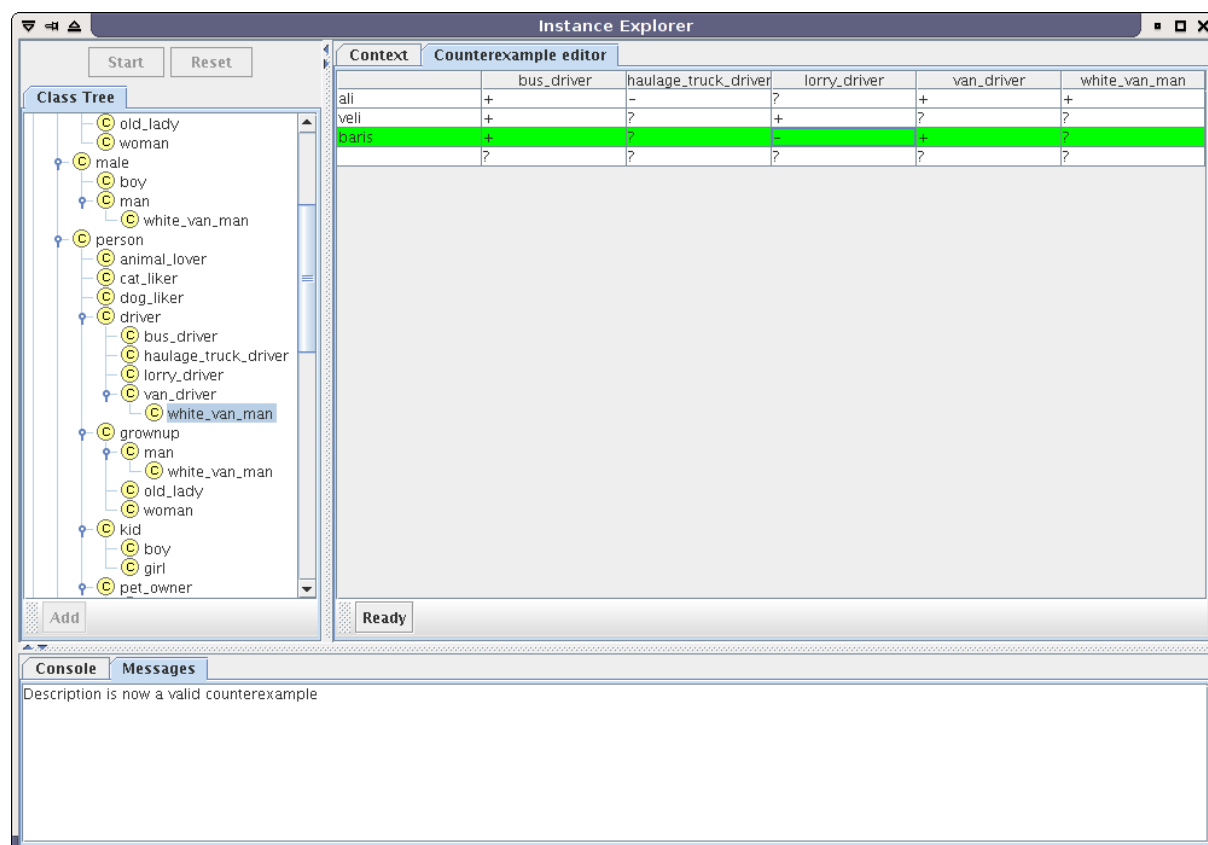 Instance Explorer
Start Reset
Class Tree
C old_lady
C woman
C male
C boy
C man
C white_van_man
C person
C animal_lover
C cat_liker
C dog_liker
C driver
C bus_driver
C haulage_truck_driver
C lorry_driver
C van_driver
C white_van_man
C grownup
C man
C white_van_man
C old_lady
C woman
C kid
C boy
C girl
C pet_owner
Add
Context Counterexample editor
bus_driver haulage_truck_driver lorry_driver van_driver white_van_man
ali + - ? + +
veli + ? + ? ?
baris + ? - + ?
? ? ? ? ?
Ready
Console Messages
Description is now a valid counterexample